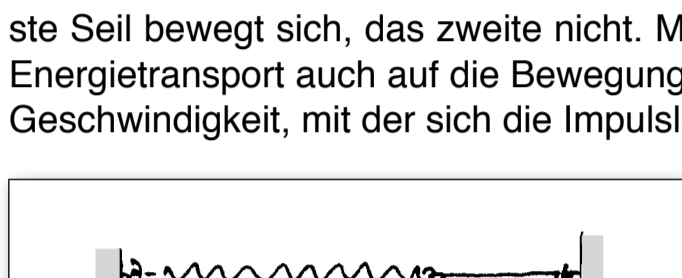 ste Seil bewegt sich, das zweite nicht. M
Energietransport auch auf die Bewegung
Geschwindigkeit, mit der sich die Impulsl